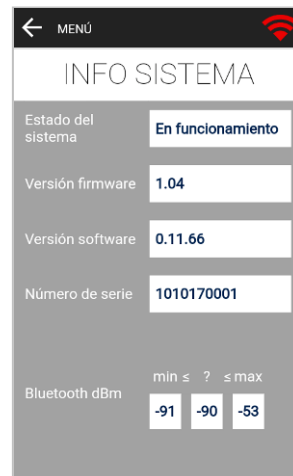 MENÚ
INFO SISTEMA
Estado del
sistema
En funcionamiento
Versión firmware
1.04
Versión software
0.11.66
Número de serie
1010170001
min ≤ ? ≤ max
Bluetooth dBm
-91 -90 -53